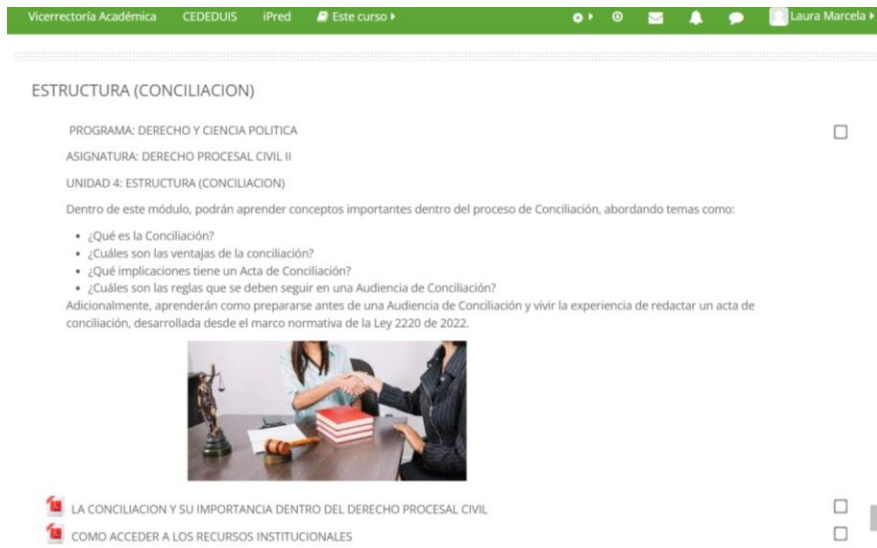 Vicerrectoría Académica CEDEDUIS iPred Este curso Laura Marcela
ESTRUCTURA (CONCILIACION)
PROGRAMA: DERECHO Y CIENCIA POLITICA
ASIGNATURA: DERECHO PROCESAL CIVIL II
UNIDAD 4: ESTRUCTURA (CONCILIACION)
Dentro de este módulo, podrán aprender conceptos importantes dentro del proceso de Conciliación, abordando temas como:
• ¿Qué es la Conciliación?
• ¿Cuáles son las ventajas de la conciliación?
• ¿Qué implicaciones tiene un Acta de Conciliación?
• ¿Cuáles son las reglas que se deben seguir en una Audiencia de Conciliación?
Adicionalmente, aprenderán como prepararse antes de una Audiencia de Conciliación y vivir la experiencia de redactar un acta de
conciliación, desarrollada desde el marco normativa de la Ley 2220 de 2022.
LA CONCILIACION Y SU IMPORTANCIA DENTRO DEL DERECHO PROCESAL CIVIL
COMO ACCEDER A LOS RECURSOS INSTITUCIONALES